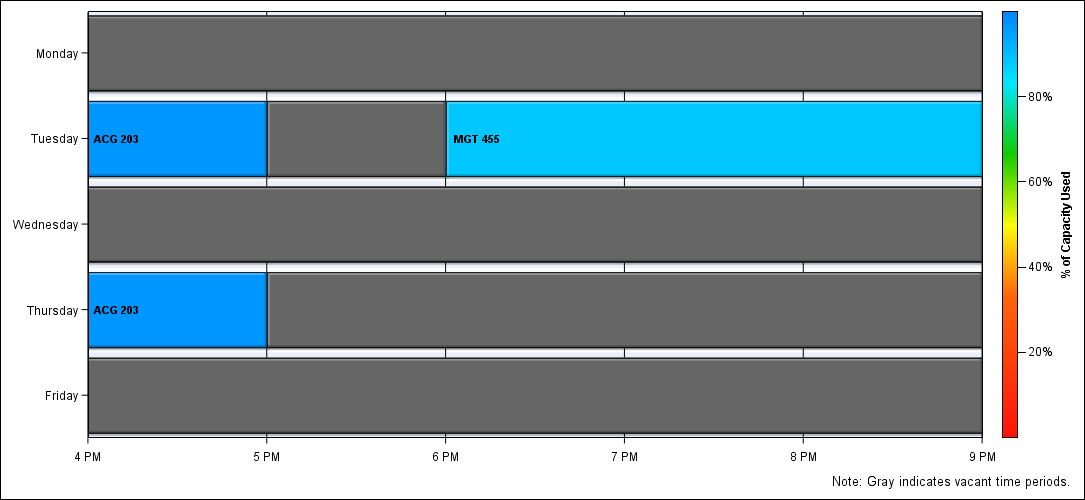 Monday
Tuesday
ACG 203
MGT 455
Wednesday
Thursday
ACG 203
Friday
4 PM
5 PM
6 PM
7 PM
8 PM
9 PM
80%
60%
40%
20%
% of Capacity Used
Note: Gray indicates vacant time periods.